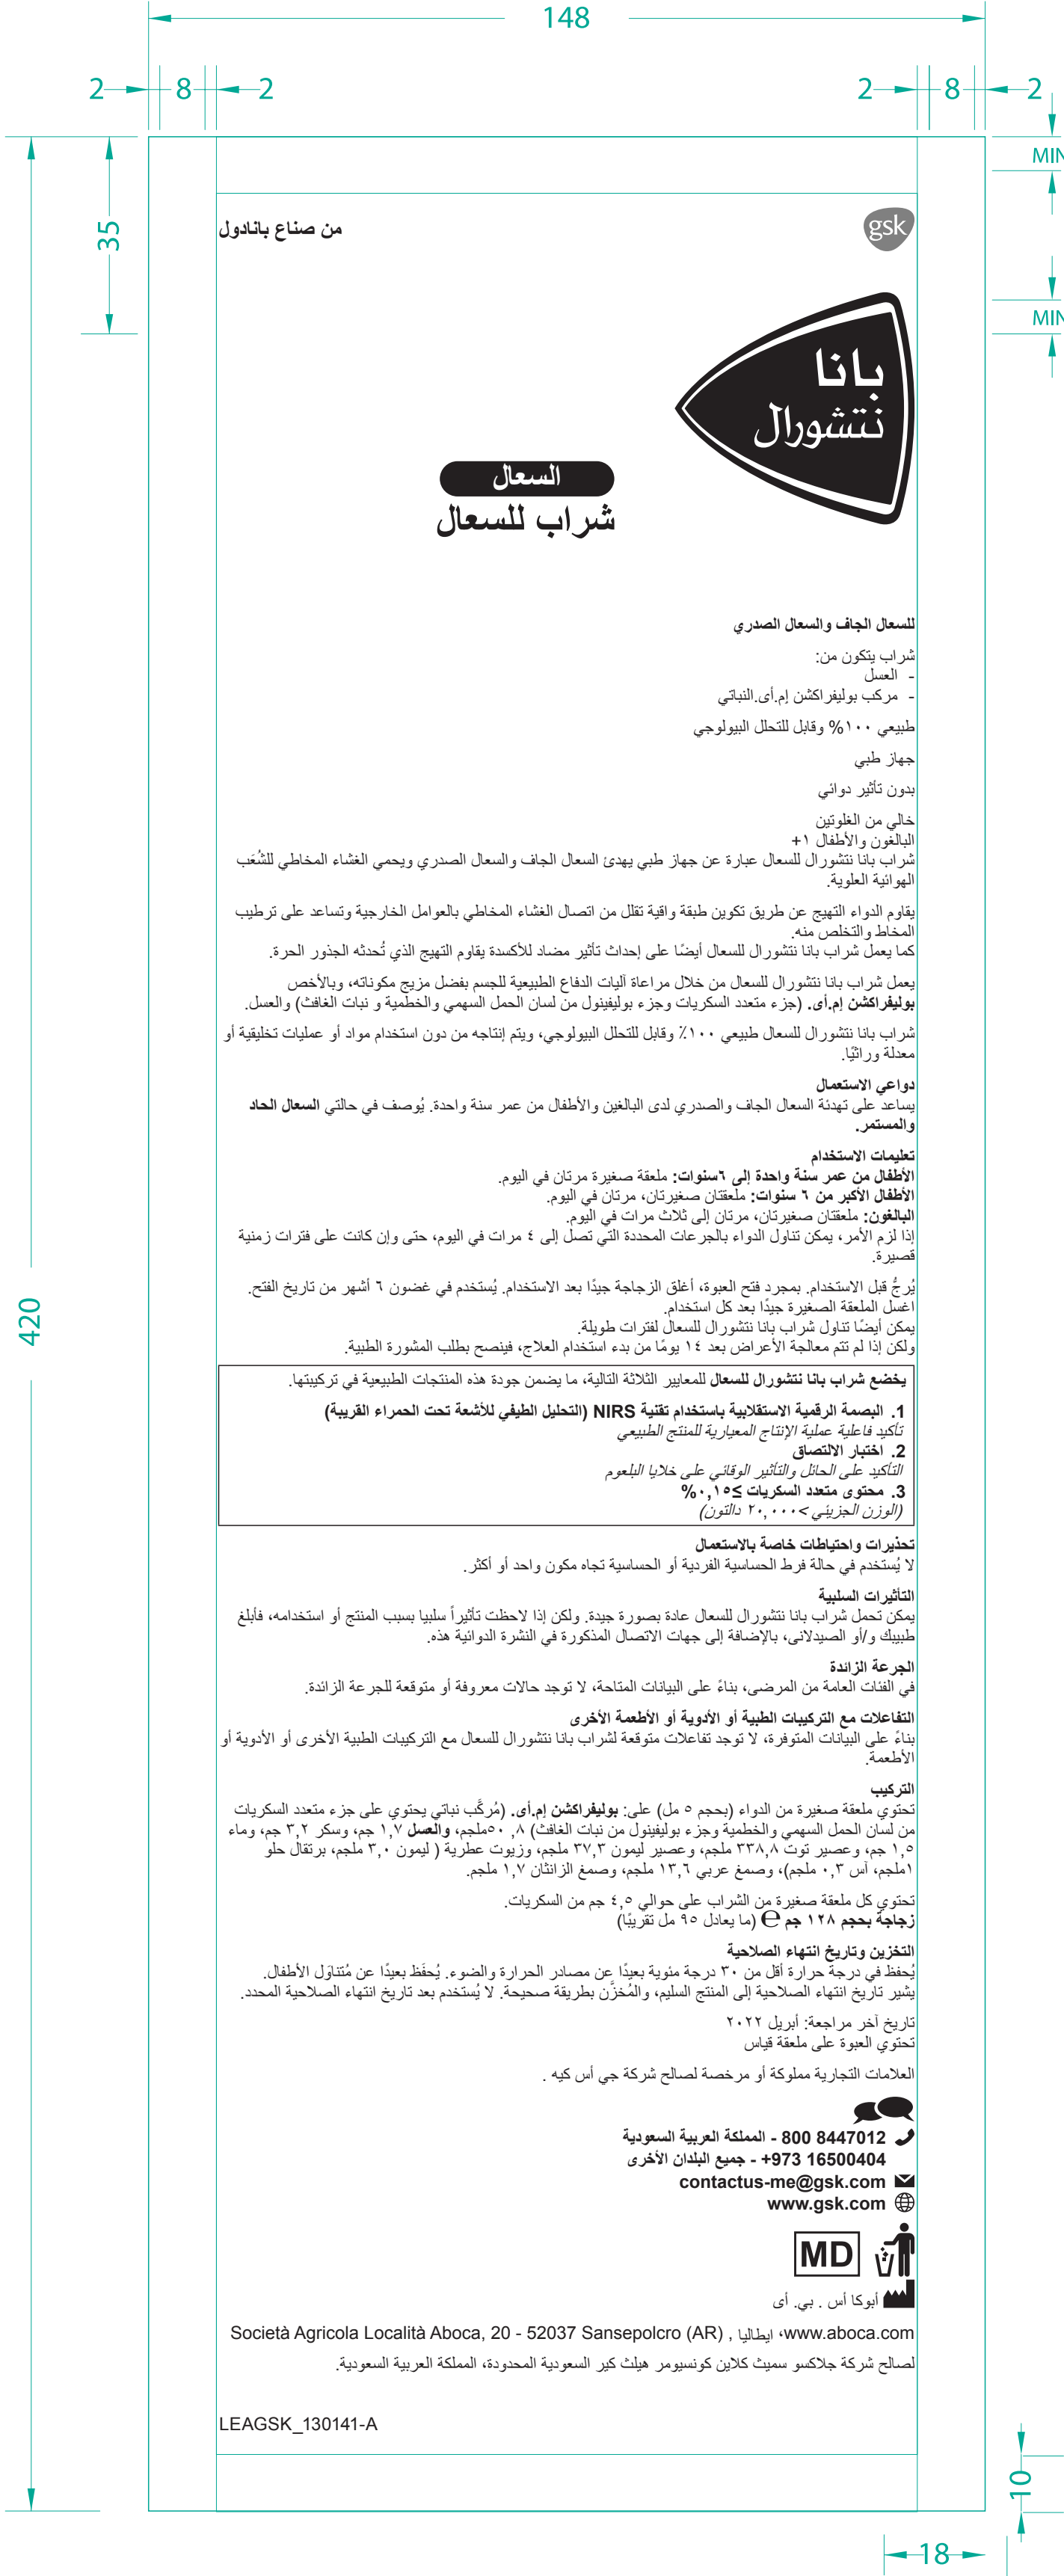 148
2 8 2
2 8 2
MIN
35
gsk
من صناع بانادول
MIN
بانا
نتشورال
السعال
شراب للسعال
للسعال الجاف والسعال الصدري
شراب يتكون من:
- العسل
- مركب بوليفراكشن إم.أى.النباتي
طبيعي ١٠٠% وقابل للتحلل البيولوجي
جهاز طبي
بدون تأثير دوائي
خالي من الغلوتين
البالغون والأطفال ١+
شراب بانا نتشورال للسعال عبارة عن جهاز طبي يهدئ السعال الجاف والسعال الصدري ويحمي الغشاء المخاطي للشُعَب
الهوائية العلوية.
يقاوم الدواء التهيج عن طريق تكوين طبقة واقية تقلل من اتصال الغشاء المخاطي بالعوامل الخارجية وتساعد على ترطيب
المخاط والتخلص منه.
كما يعمل شراب بانا نتشورال للسعال أيضًا على إحداث تأثير مضاد للأكسدة يقاوم التهيج الذي تُحدثه الجذور الحرة.
يعمل شراب بانا نتشورال للسعال من خلال مراعاة آليات الدفاع الطبيعية للجسم بفضل مزيج مكوناته، وبالأخص
بوليفراكشن إم.أى. (جزء متعدد السكريات وجزء بوليفينول من لسان الحمل السهمي والخطمية و نبات الغافث) والعسل.
شراب بانا نتشورال للسعال طبيعي ١٠٠٪ وقابل للتحلل البيولوجي، ويتم إنتاجه من دون استخدام مواد أو عمليات تخليقية أو
معدلة وراثيًا.
دواعي الاستعمال
يساعد على تهدئة السعال الجاف والصدري لدى البالغين والأطفال من عمر سنة واحدة. يُوصف في حالتي السعال الحاد
والمستمر.
تعليمات الاستخدام
الأطفال من عمر سنة واحدة إلى ٦سنوات: ملعقة صغيرة مرتان في اليوم.
الأطفال الأكبر من ٦ سنوات: ملعقتان صغيرتان، مرتان في اليوم.
البالغون: ملعقتان صغيرتان، مرتان إلى ثلاث مرات في اليوم.
إذا لزم الأمر، يمكن تناول الدواء بالجرعات المحددة التي تصل إلى ٤ مرات في اليوم، حتى وإن كانت على فترات زمنية
قصيرة.
يُرجُّ قبل الاستخدام. بمجرد فتح العبوة، أغلق الزجاجة جيدًا بعد الاستخدام. يُستخدم في غضون ٦ أشهر من تاريخ الفتح.
اغسل الملعقة الصغيرة جيدًا بعد كل استخدام.
يمكن أيضًا تناول شراب بانا نتشورال للسعال لفترات طويلة.
ولكن إذا لم تتم معالجة الأعراض بعد ١٤ يومًا من بدء استخدام العلاج، فينصح بطلب المشورة الطبية.
420
يخضع شراب بانا نتشورال للسعال للمعايير الثلاثة التالية، ما يضمن جودة هذه المنتجات الطبيعية في تركيبتها.
1. البصمة الرقمية الاستقلابية باستخدام تقنية NIRS (التحليل الطيفي للأشعة تحت الحمراء القريبة)
تأكيد فاعلية عملية الإنتاج المعيارية للمنتج الطبيعي
2. اختبار الالتصاق
التأكيد على الحائل والتأثير الوقائي على خلايا البلعوم
3. محتوى متعدد السكريات ≥٠,١٥%
(الوزن الجزيئي >٢٠,٠٠٠ دالتون)
تحذيرات واحتياطات خاصة بالاستعمال
لا يُستخدم في حالة فرط الحساسية الفردية أو الحساسية تجاه مكون واحد أو أكثر.
التأثيرات السلبية
يمكن تحمل شراب بانا نتشورال للسعال عادة بصورة جيدة. ولكن إذا لاحظت تأثيراً سلبيا بسبب المنتج أو استخدامه، فأبلغ
طبيبك و/أو الصيدلانى، بالإضافة إلى جهات الاتصال المذكورة في النشرة الدوائية هذه.
الجرعة الزائدة
في الفئات العامة من المرضى، بناءً على البيانات المتاحة، لا توجد حالات معروفة أو متوقعة للجرعة الزائدة.
التفاعلات مع التركيبات الطبية أو الأدوية أو الأطعمة الأخرى
بناءً على البيانات المتوفرة، لا توجد تفاعلات متوقعة لشراب بانا نتشورال للسعال مع التركيبات الطبية الأخرى أو الأدوية أو
الأطعمة.
التركيب
تحتوي ملعقة صغيرة من الدواء (بحجم ٥ مل) على: بوليفراكشن إم.أى. (مُركَّب نباتي يحتوي على جزء متعدد السكريات
من لسان الحمل السهمي والخطمية وجزء بوليفينول من نبات الغافث) ٨, ٥٠ملجم، والعسل ١,٧ جم، وسكر ٣,٢ جم، وماء
١,٥ جم، وعصير توت ٣٣٨,٨ ملجم، وعصير ليمون ٣٧,٣ ملجم، وزيوت عطرية ( ليمون ٣,٠ ملجم، برتقال حلو
١ملجم، آس ٠,٣ ملجم)، وصمغ عربي ١٣,٦ ملجم، وصمغ الزانثان ١,٧ ملجم.
تحتوي كل ملعقة صغيرة من الشراب على حوالي ٤,٥ جم من السكريات.
زجاجة بحجم ١٢٨ جم ℮ (ما يعادل ٩٥ مل تقريبًا)
التخزين وتاريخ انتهاء الصلاحية
يُحفظ في درجة حرارة أقل من ٣٠ درجة مئوية بعيدًا عن مصادر الحرارة والضوء. يُحفَظ بعيدًا عن مُتناوَل الأطفال.
يشير تاريخ انتهاء الصلاحية إلى المنتج السليم، والمُخزَّن بطريقة صحيحة. لا يُستخدم بعد تاريخ انتهاء الصلاحية المحدد.
تاريخ آخر مراجعة: أبريل ٢٠٢٢
تحتوي العبوة على ملعقة قياس
العلامات التجارية مملوكة أو مرخصة لصالح شركة جي أس كيه .
800 8447012 - المملكة العربية السعودية
+973 16500404 - جميع البلدان الأخرى
contactus-me@gsk.com
www.gsk.com
MD
أبوكا أس . بي. أى
Società Agricola Località Aboca, 20 - 52037 Sansepolcro (AR) , ايطاليا ،www.aboca.com
لصالح شركة جلاكسو سميث كلاين كونسيومر هيلث كير السعودية المحدودة، المملكة العربية السعودية.
LEAGSK_130141-A
10
18